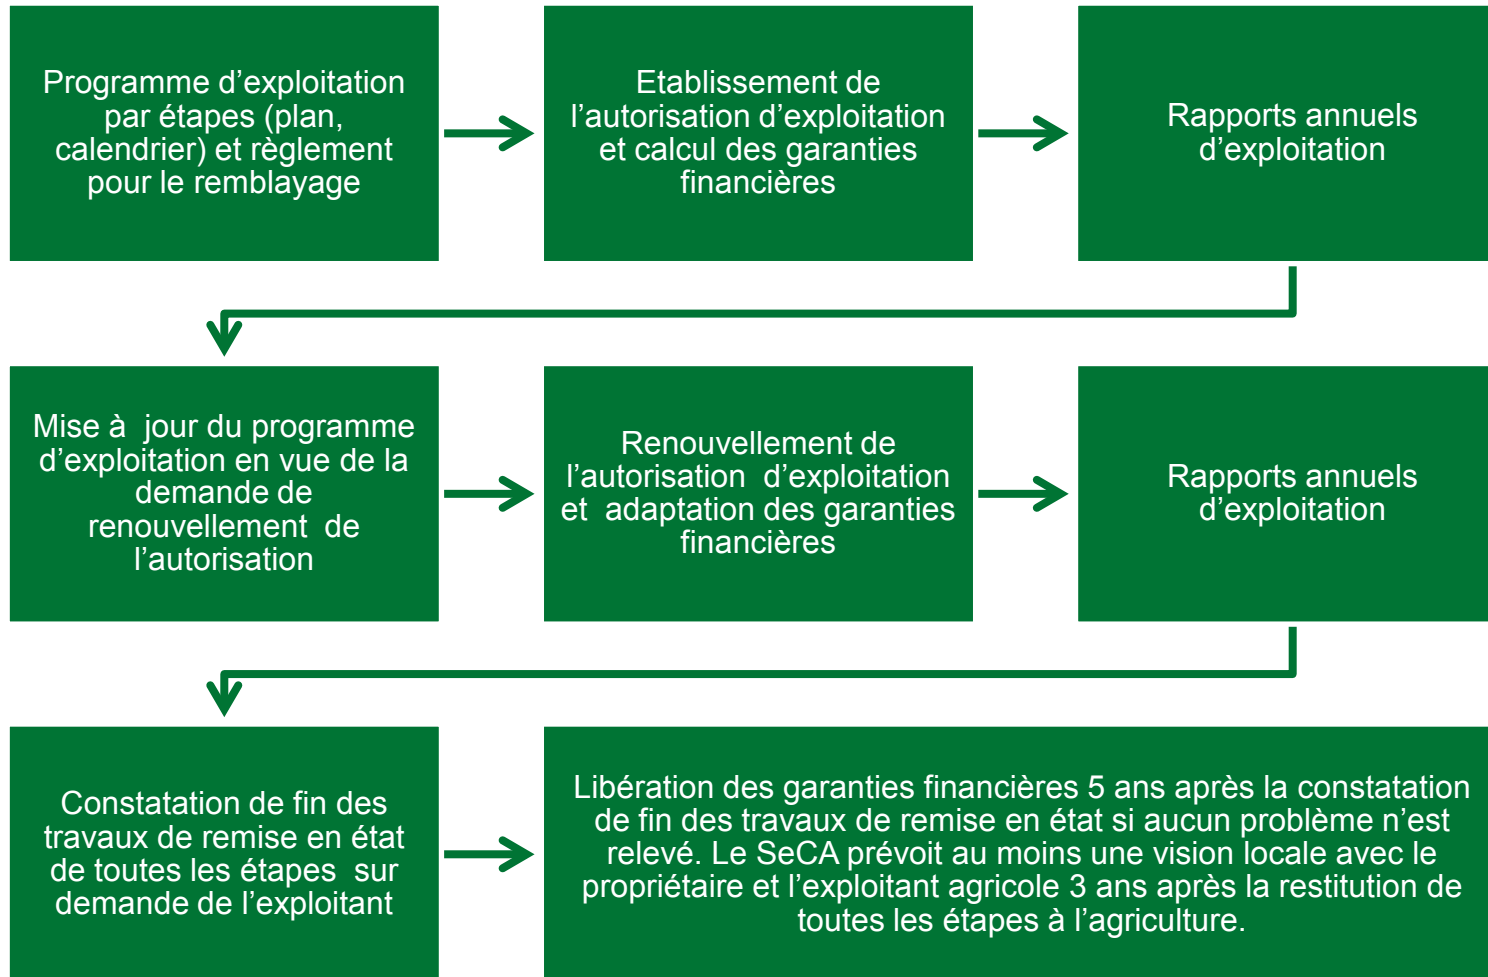 Programme d’exploitation
par étapes (plan,
calendrier) et règlement
pour le remblayage
Etablissement de
l’autorisation d’exploitation
et calcul des garanties
financières
Rapports annuels
d’exploitation
Mise à jour du programme
d’exploitation en vue de la
demande de
renouvellement de
l’autorisation
Renouvellement de
l’autorisation d’exploitation
et adaptation des garanties
financières
Rapports annuels
d’exploitation
Constatation de fin des
travaux de remise en état
de toutes les étapes sur
demande de l’exploitant
Libération des garanties financières 5 ans après la constatation
de fin des travaux de remise en état si aucun problème n’est
relevé. Le SeCA prévoit au moins une vision locale avec le
propriétaire et l’exploitant agricole 3 ans après la restitution de
toutes les étapes à l’agriculture.